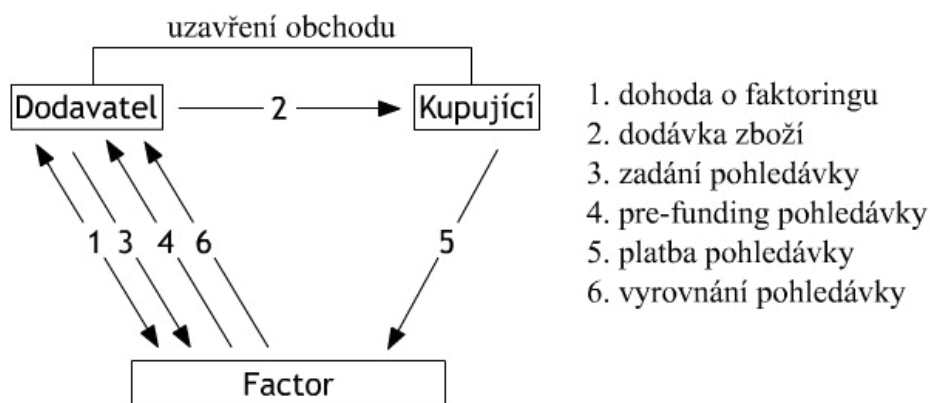 uzavření obchodu
Dodavatel
2
Kupující
1 3 4 6
5
Factor
1. dohoda o faktoringu
2. dodávka zboží
3. zadání pohledávky
4. pre-funding pohledávky
5. platba pohledávky
6. vyrovnání pohledávky